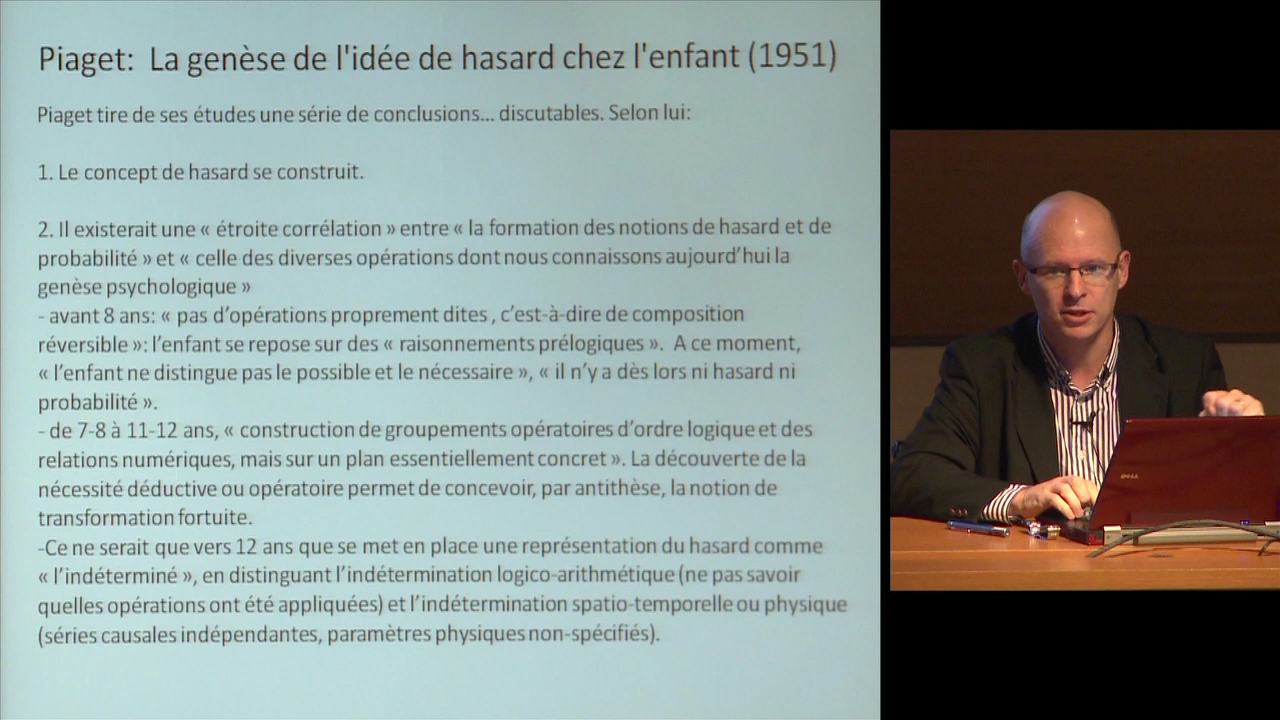 Piaget: La genèse de l'idée de hasard chez l'enfant (1951)
Piaget tire de ses études une série de conclusions... discutables. Selon lui:
1. Le concept de hasard se construit.
2. Il existerait une « étroite corrélation » entre « la formation des notions de hasard et de
probabilité » et « celle des diverses opérations dont nous connaissons aujourd'hui la
genèse psychologique »
- avant 8 ans: « pas d'opérations proprement dites , c'est-à-dire de composition
réversible »: l'enfant se repose sur des « raisonnements prélogiques ». A ce moment,
« l'enfant ne distingue pas le possible et le nécessaire », « il n'y a dès lors ni hasard ni
probabilité ».
- de 7-8 à 11-12 ans, « construction de groupements opératoires d'ordre logique et des
relations numériques, mais sur un plan essentiellement concret ». La découverte de la
nécessité déductive ou opératoire permet de concevoir, par antithèse, la notion de
transformation fortuite.
-Ce ne serait que vers 12 ans que se met en place une représentation du hasard comme
« l'indéterminé », en distinguant l'indétermination logico-arithmétique (ne pas savoir
quelles opérations ont été appliquées) et l'indétermination spatio-temporelle ou physique
(séries causales indépendantes, paramètres physiques non-spécifiés).
DELL